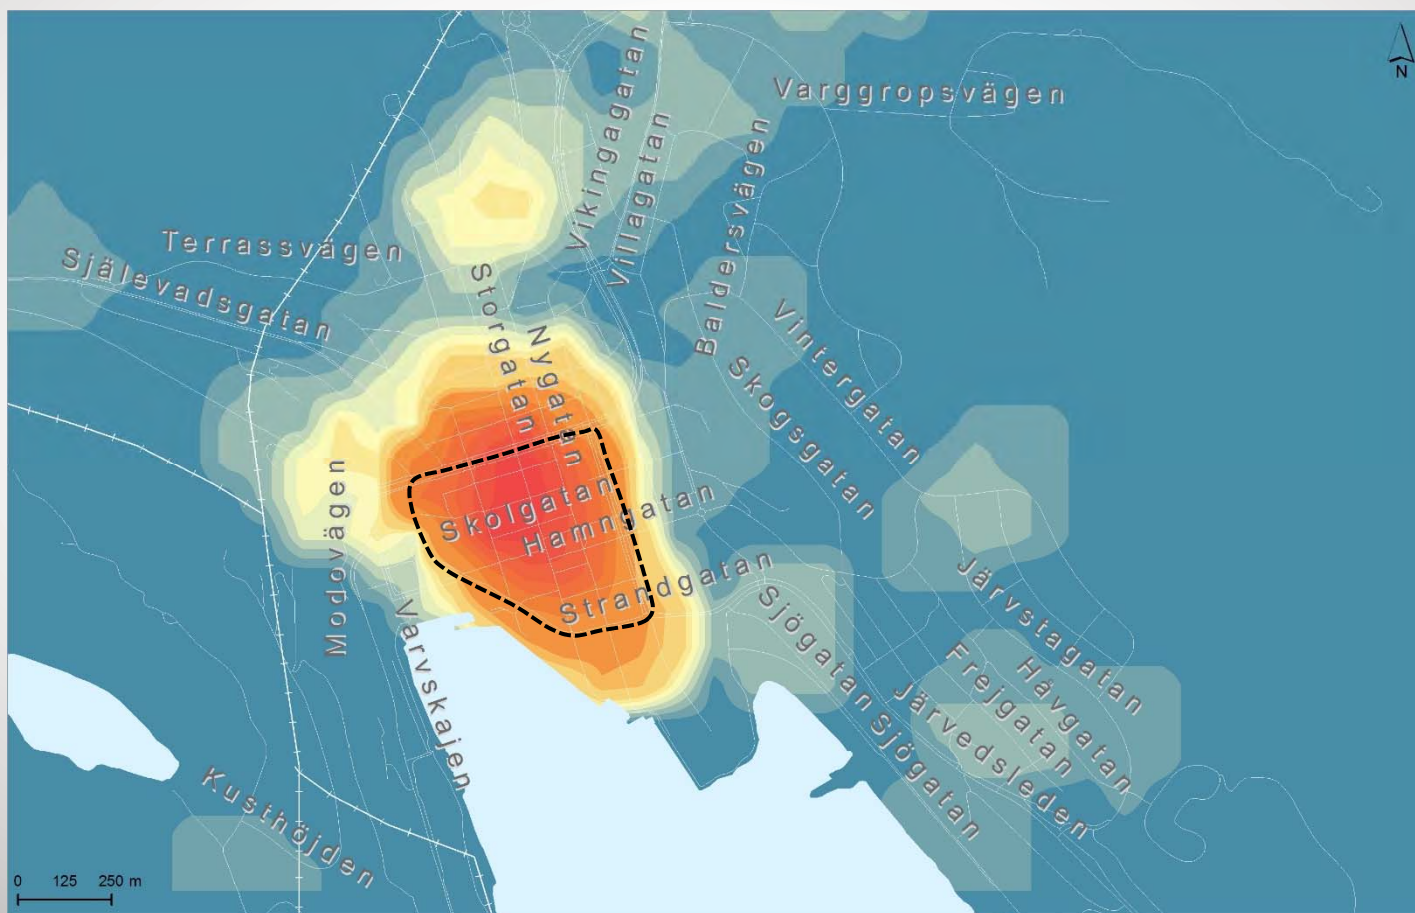 N
Varggropsvägen
Vikingagatan
Villagatan
Baldersvägen
Terrassvägen
Själevadsgatan
Storgatan
Nygatan
Vintergatan
Skogsgatan
Skolgatan
Hamngatan
Modovägen
Strandgatan
Varvskajen
Sjögatan
Järvstagatan
Hävgatan
Frejgatan
Järvedsleden
Sjögatan
Kusthöjden
0 125 250 m